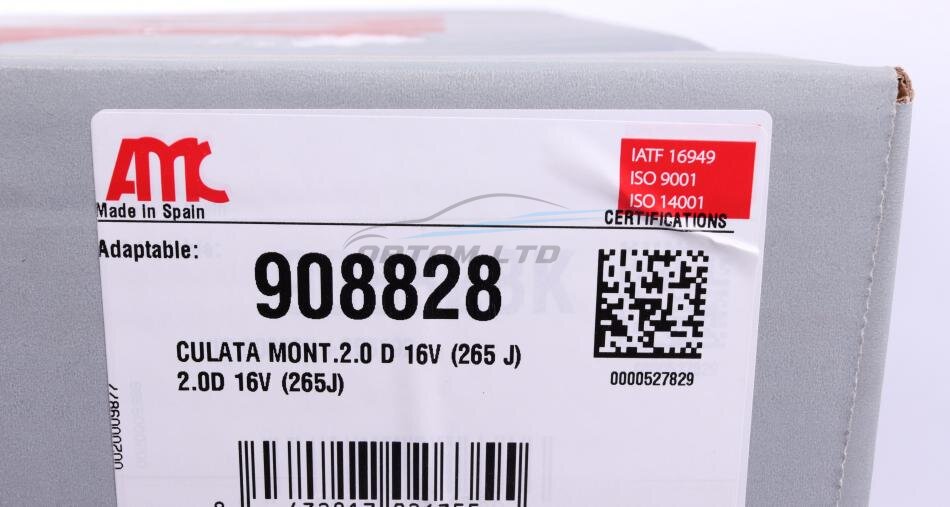 AMC
IATF 16949
ISO 9001
ISO 14001
Made In Spain
CERTIFICATIONS
OPTOM LTD
Adaptable:
908828
CULATA MONT.2.0 D 16V (265 J)
2.0D 16V (265J)
0000527829